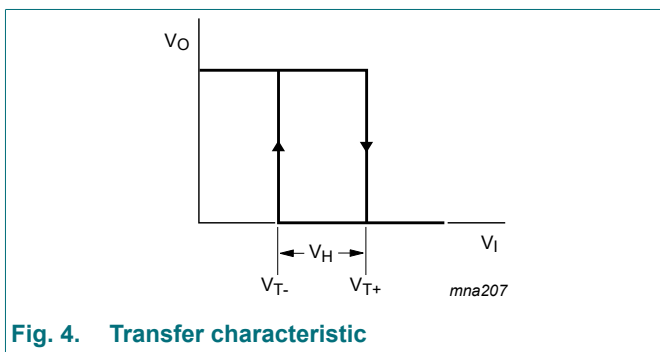 VO
VH
VI
VT-
VT+
mna207
Fig. 4. Transfer characteristic